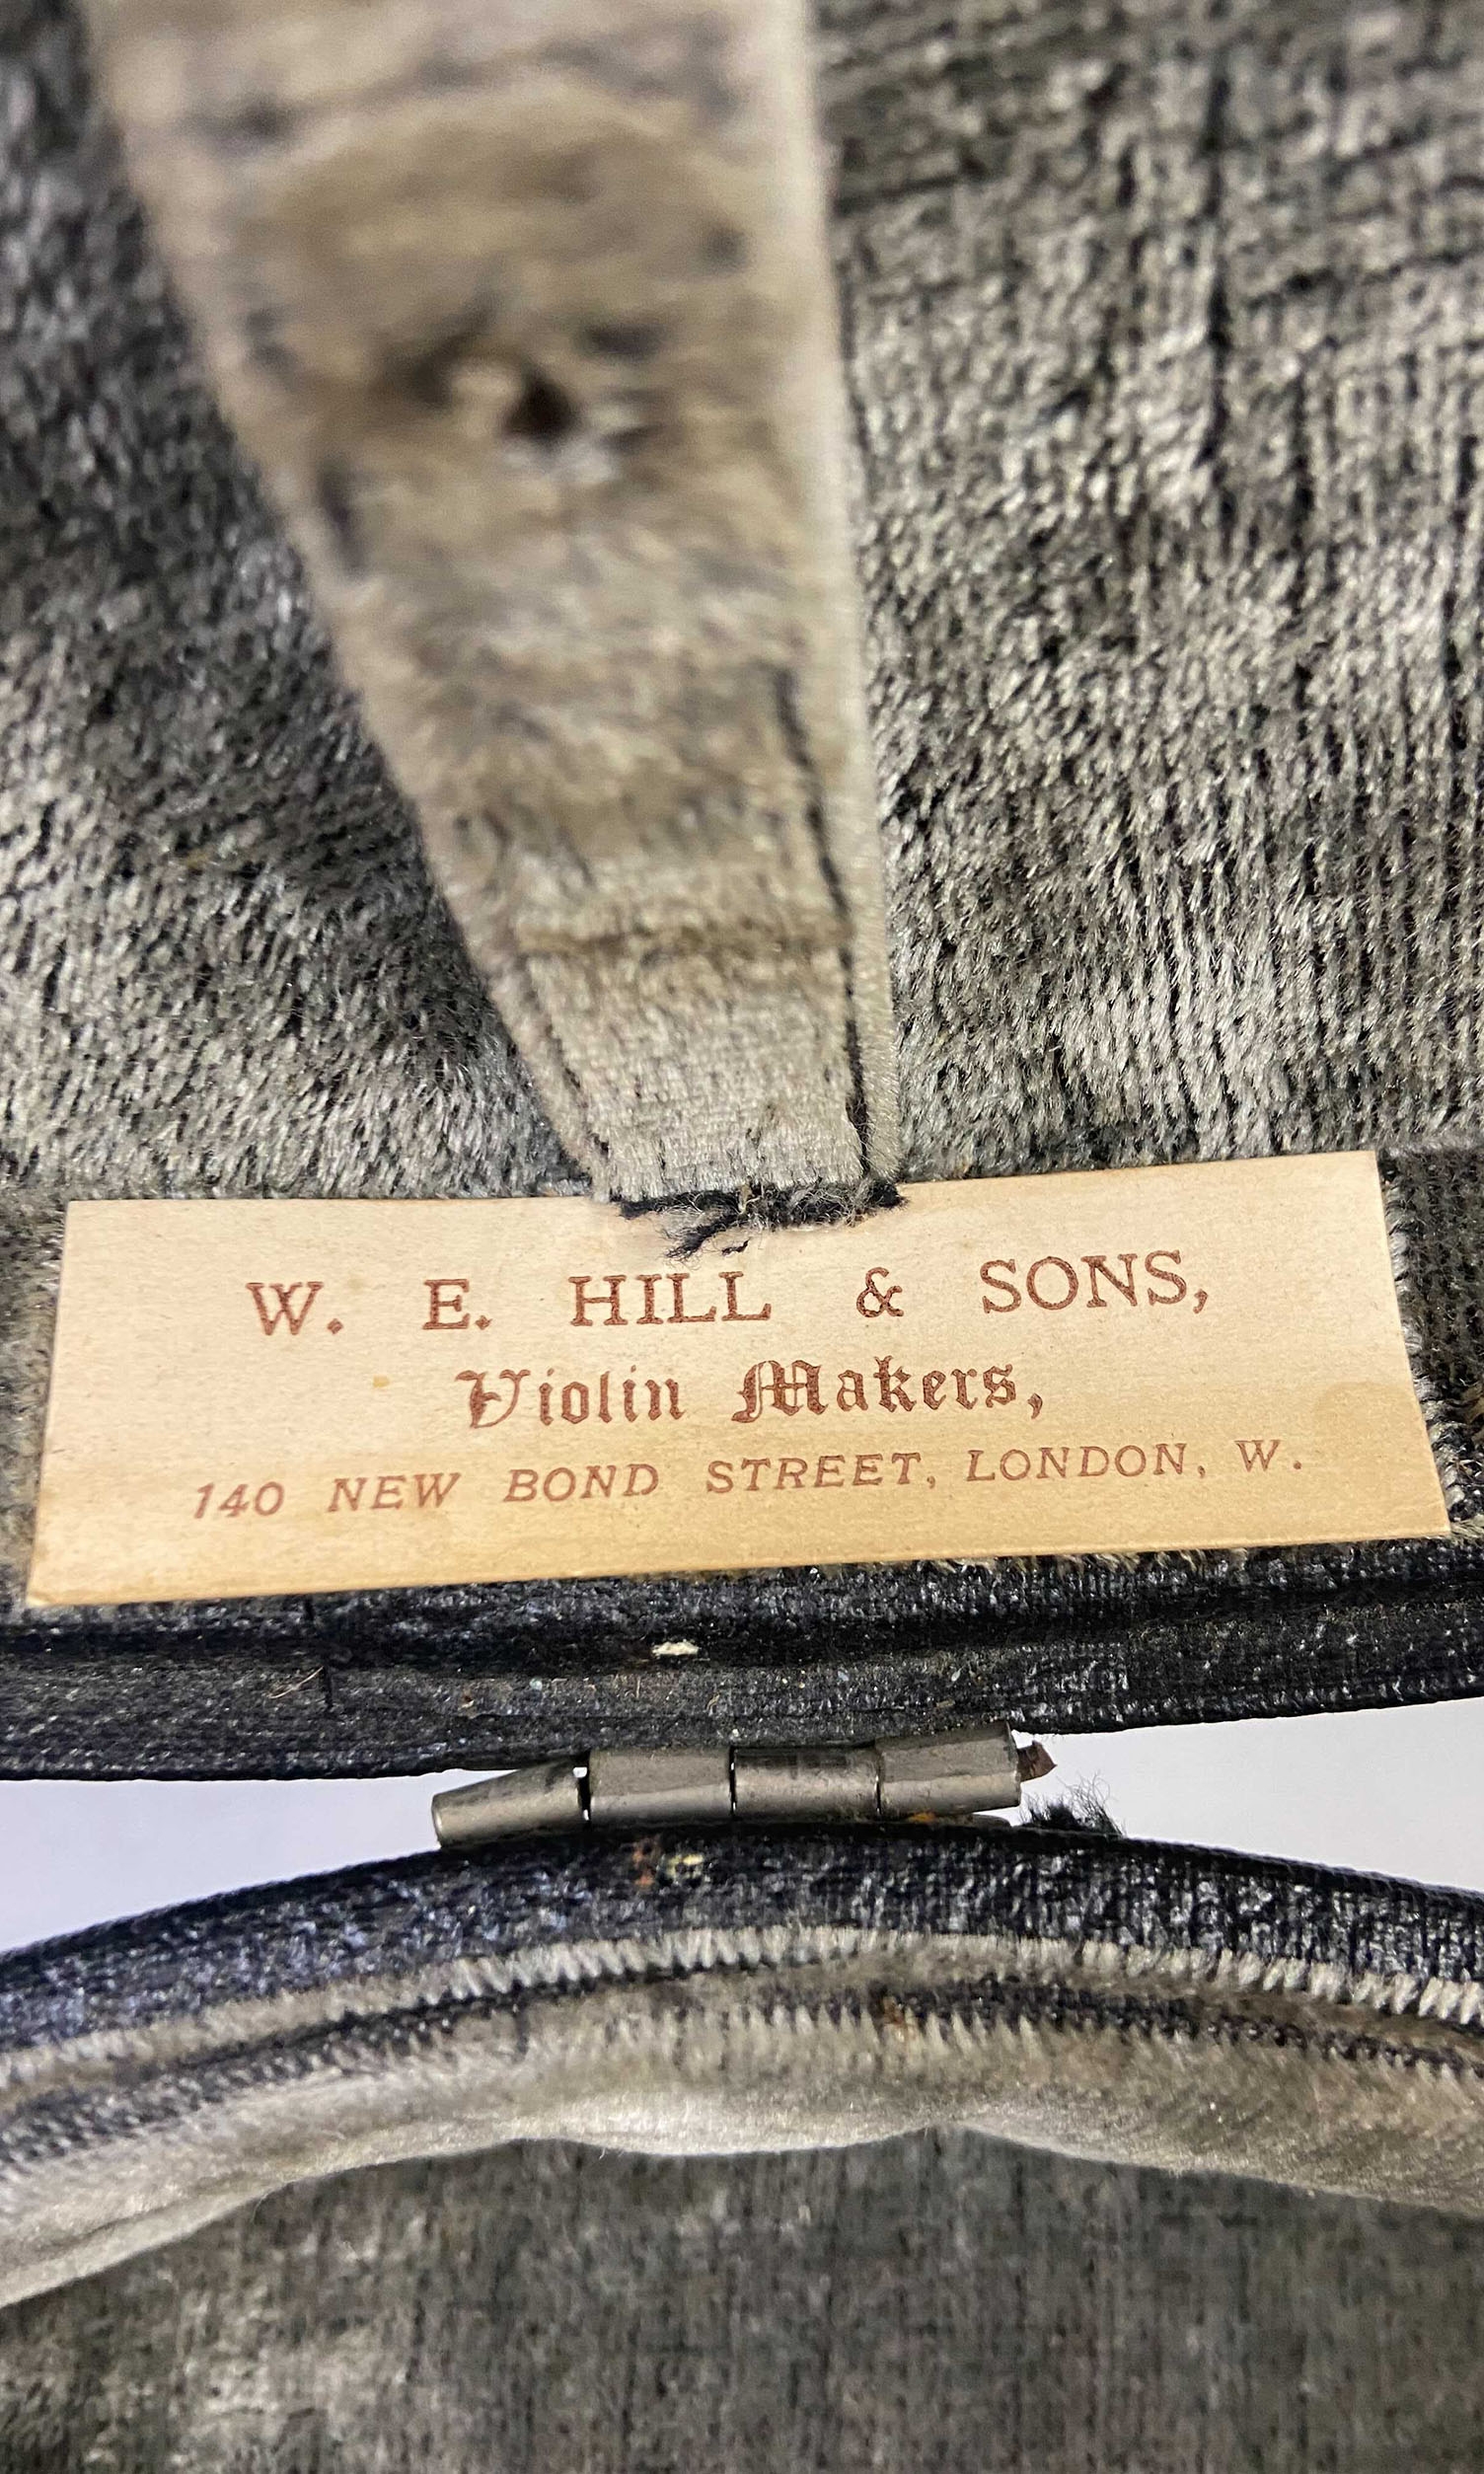 W. E. HILL & SONS,
Violin Makers,
140 NEW BOND STREET, LONDON, W.